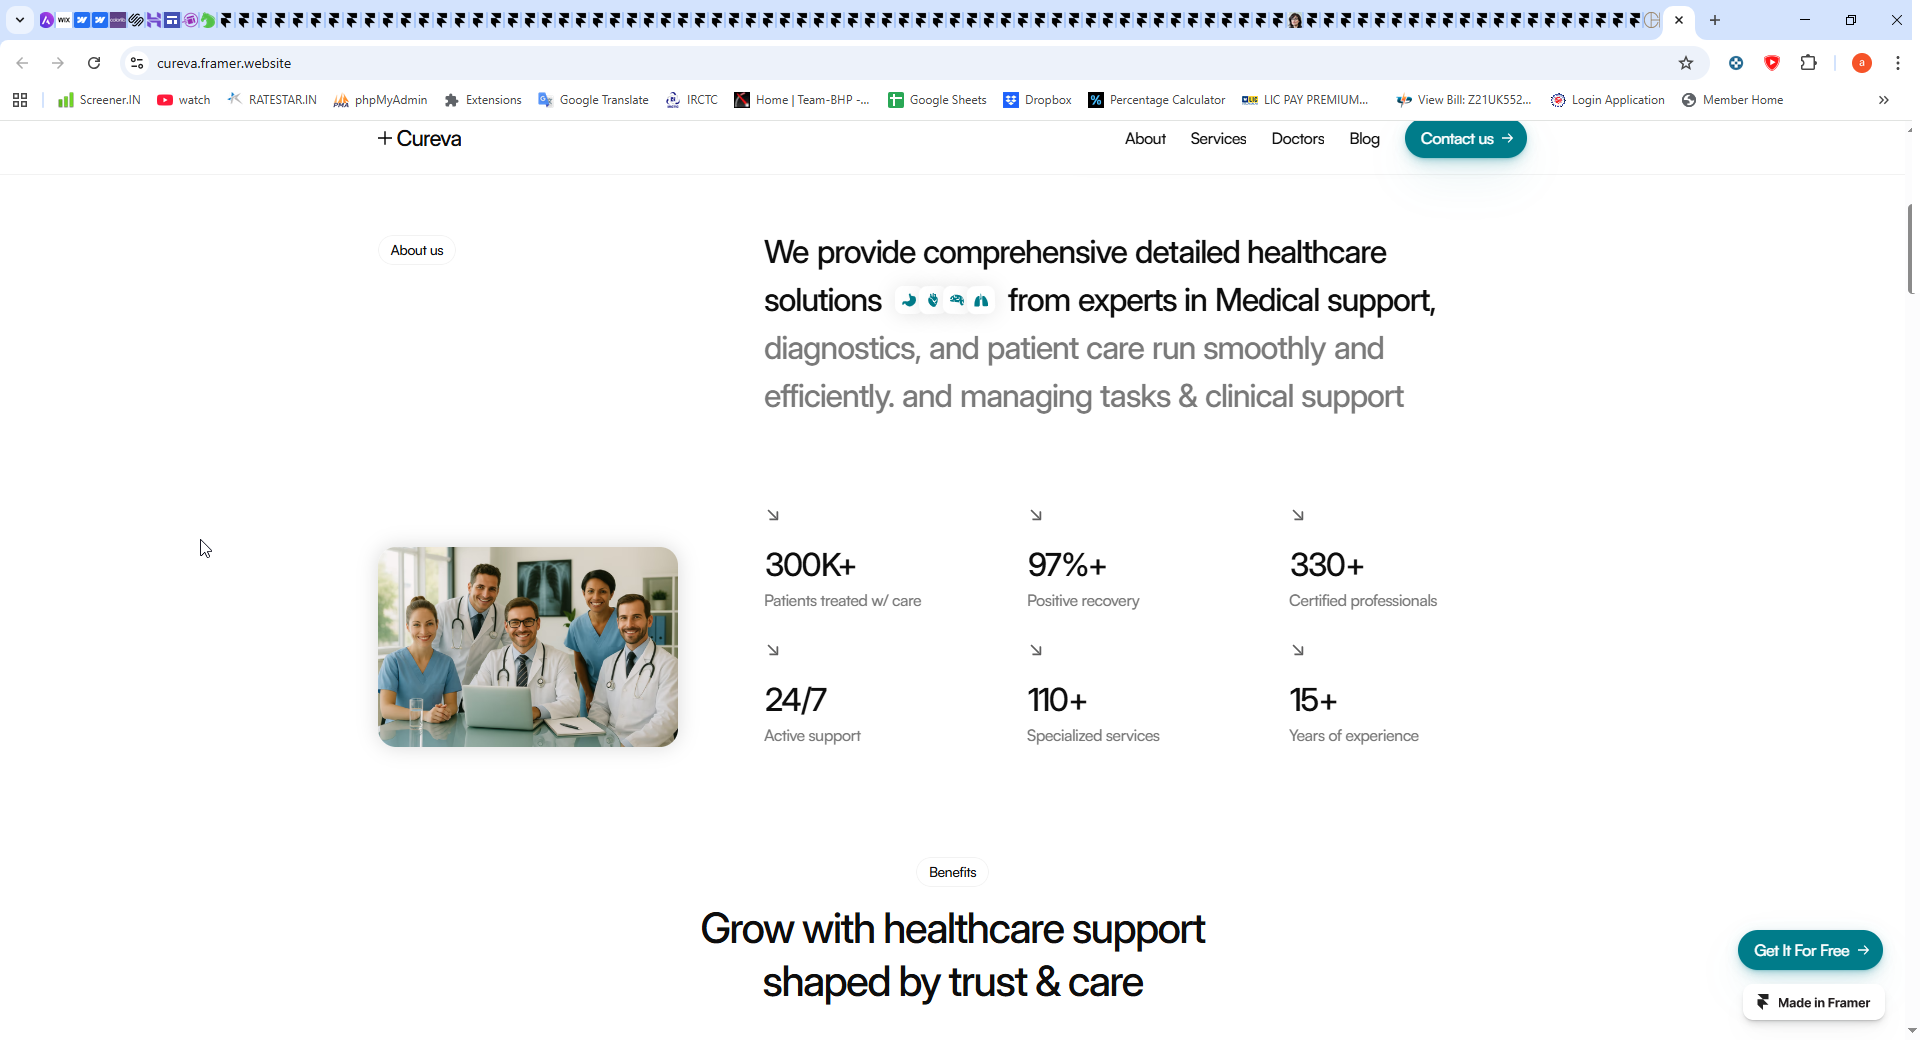 WIX
cureva.framer.website
a
Screener.IN
watch
RATESTAR.IN
PMA
phpMyAdmin
Extensions
Google Translate
IRCTC
Home | Team-BHP -...
Google Sheets
Dropbox
Percentage Calculator
LIC PAY PREMIUM...
View Bill: Z21UK552...
Login Application
Member Home
Cureva
About
Services
Doctors
Blog
Contact us
About us
We provide comprehensive detailed healthcare
solutions from experts in Medical support,
diagnostics, and patient care run smoothly and
efficiently. and managing tasks & clinical support
300K+
97%+
330+
Patients treated w/ care
Positive recovery
Certified professionals
24/7
110+
15+
Active support
Specialized services
Years of experience
Benefits
Grow with healthcare support
shaped by trust & care
Get It For Free
Made in Framer